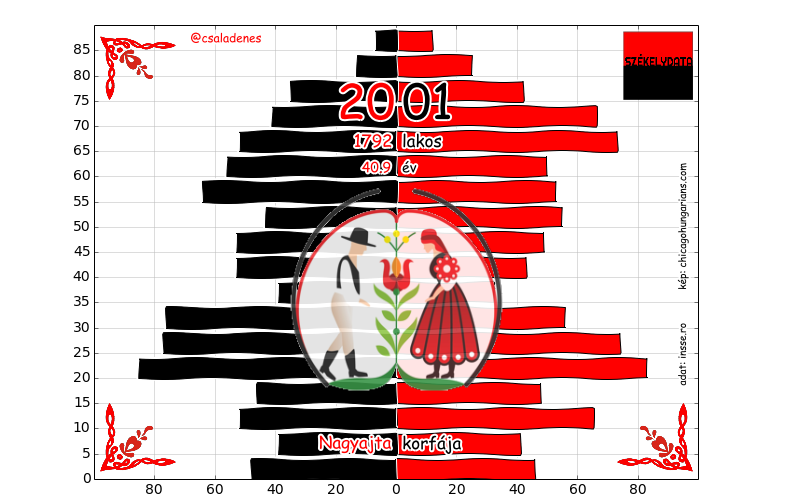 @csaladenes
SZÉKELYDATA
2001
1792 lakos
40.9 év
kép: chicagohungarians.com
adat: insse.ro
Nagyajta korfája
85
80
75
70
65
60
55
50
45
40
35
30
25
20
15
10
5
0
80 60 40 20 0 20 40 60 80